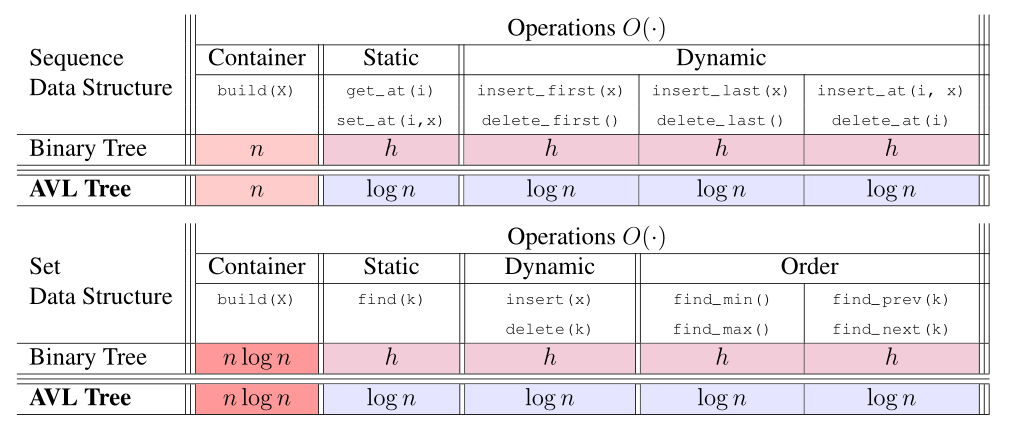 Operations O(·)
Sequence Container Static Dynamic
Data Structure build(X) get_at(i) insert_first(x) insert_last(x) insert_at(i, x)
set_at(i,x) delete_first() delete_last() delete_at(i)
Binary Tree n h h h h
AVL Tree n log n log n log n log n
Operations O(·)
Set Container Static Dynamic Order
Data Structure build(X) find(k) insert(x) find_min() find_prev(k)
delete(k) find_max() find_next(k)
Binary Tree n log n h h h h
AVL Tree n log n log n log n log n log n